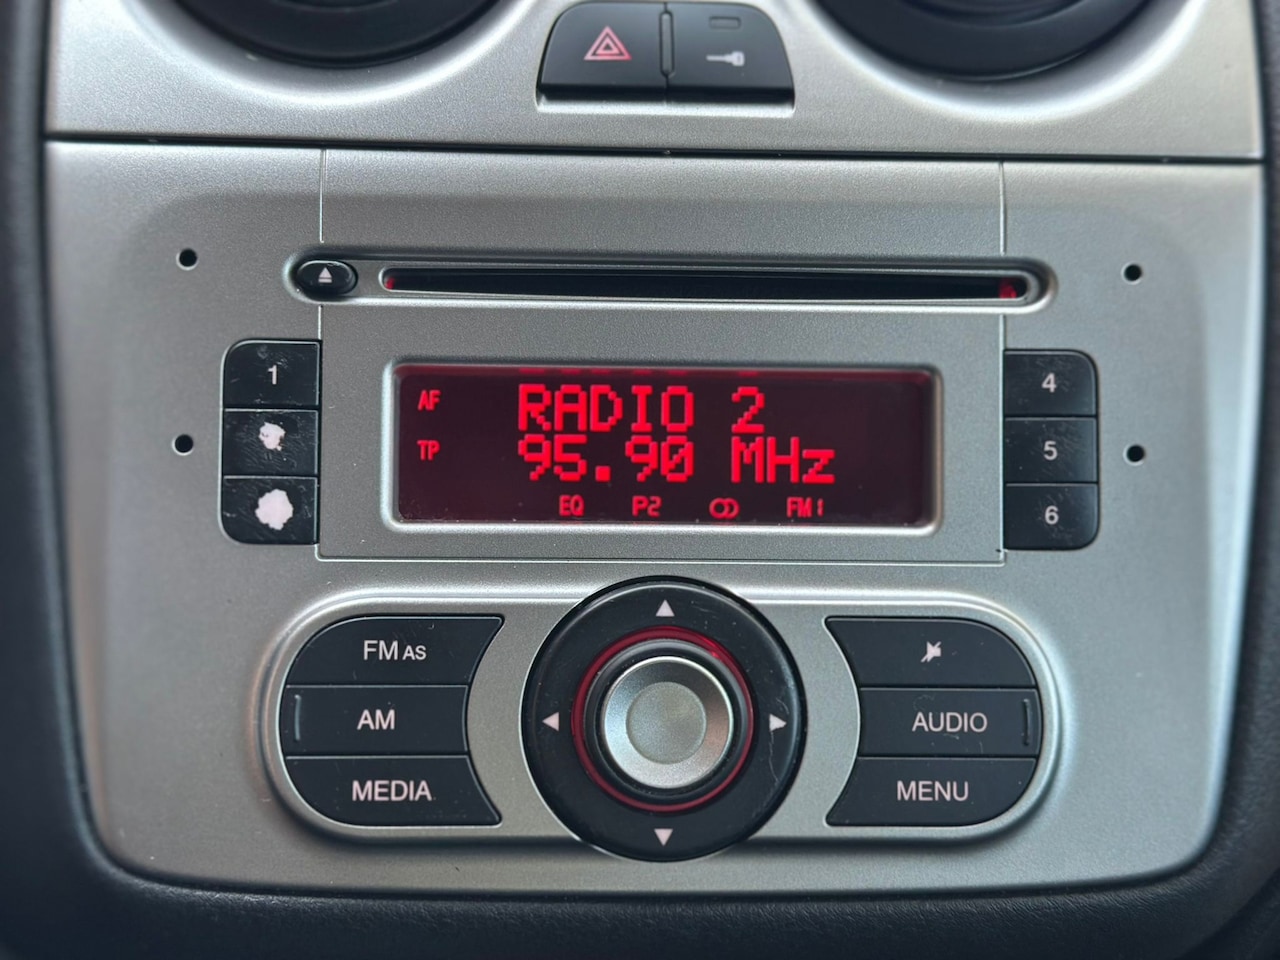 1
4
5
6
AF RADIO 2
TP 95.90 MHz
EQ P2 FM1
FM AS
AM
MEDIA
AUDIO
MENU